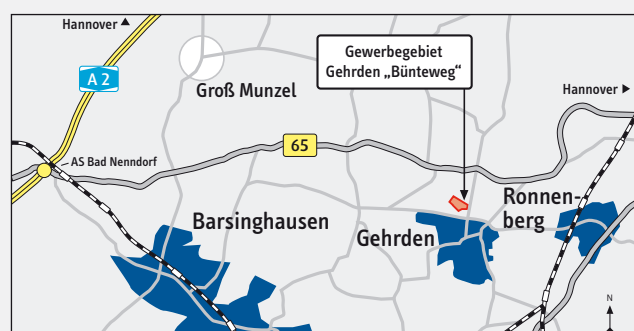 Hannover ▲
A 2
Groß Munzel
Gewerbegebiet
Gehrden „Bünteweg“
Hannover ▶
65
AS Bad Nenndorf
Barsinghausen
Gehrden
Ronnen-
berg
N